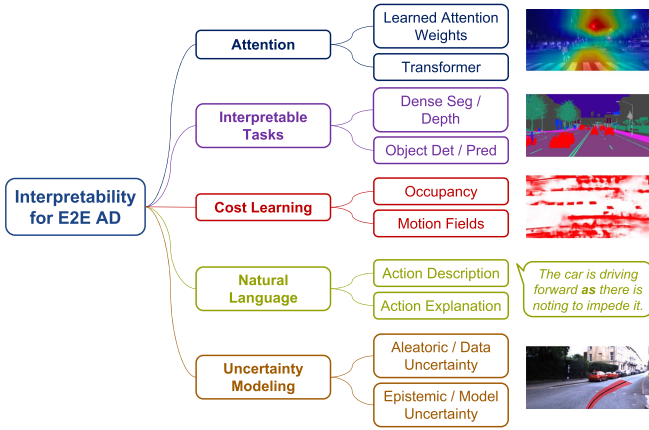 Interpretability
for E2E AD
Attention
Learned Attention
Weights
Transformer
Interpretable
Tasks
Dense Seg /
Depth
Object Det / Pred
Cost Learning
Occupancy
Motion Fields
Natural
Language
Action Description
Action Explanation
The car is driving
forward as there is
noting to impede it.
Uncertainty
Modeling
Aleatoric / Data
Uncertainty
Epistemic / Model
Uncertainty